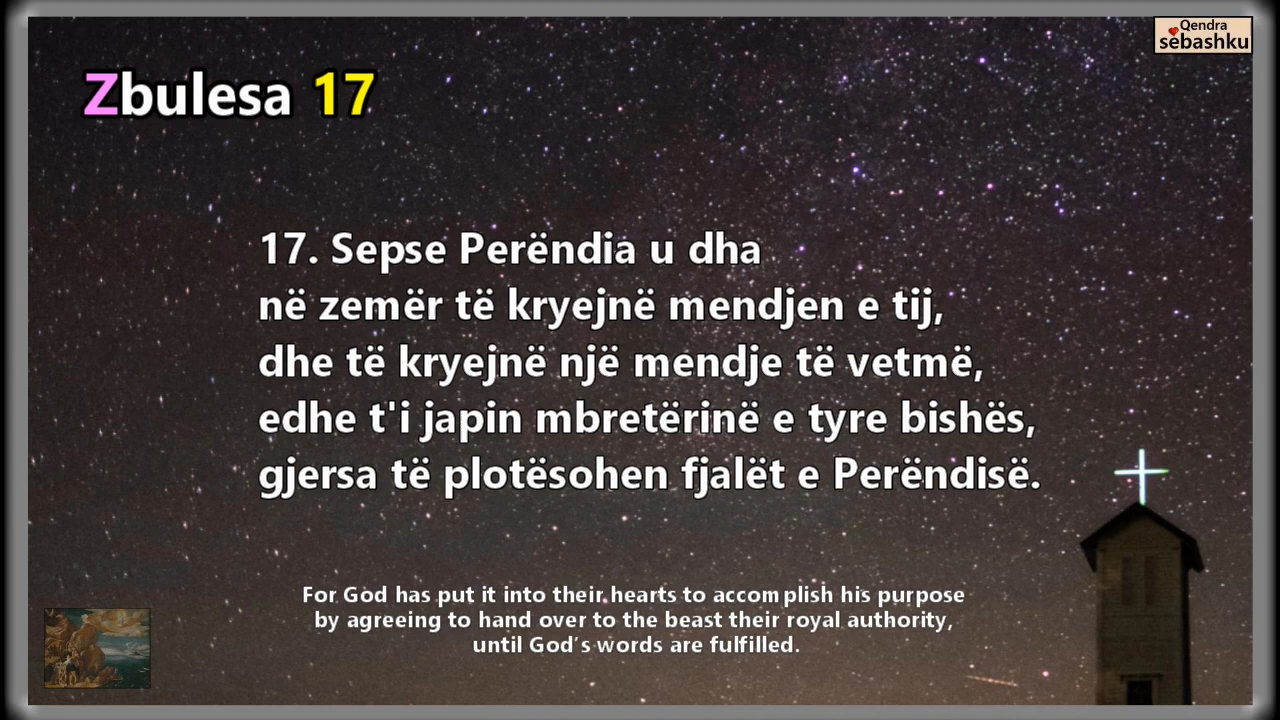 Qendra
sëbashku
Zbulesa 17
17. Sepse Perëndia u dha
në zemër të kryejnë mendjen e tij,
dhe të kryejnë një mendje të vetmë,
edhe t'i japin mbretërinë e tyre bishës,
gjersa të plotësohen fjalët e Perëndisë.
For God has put it into their hearts to accomplish his purpose
by agreeing to hand over to the beast their royal authority,
until God's words are fulfilled.